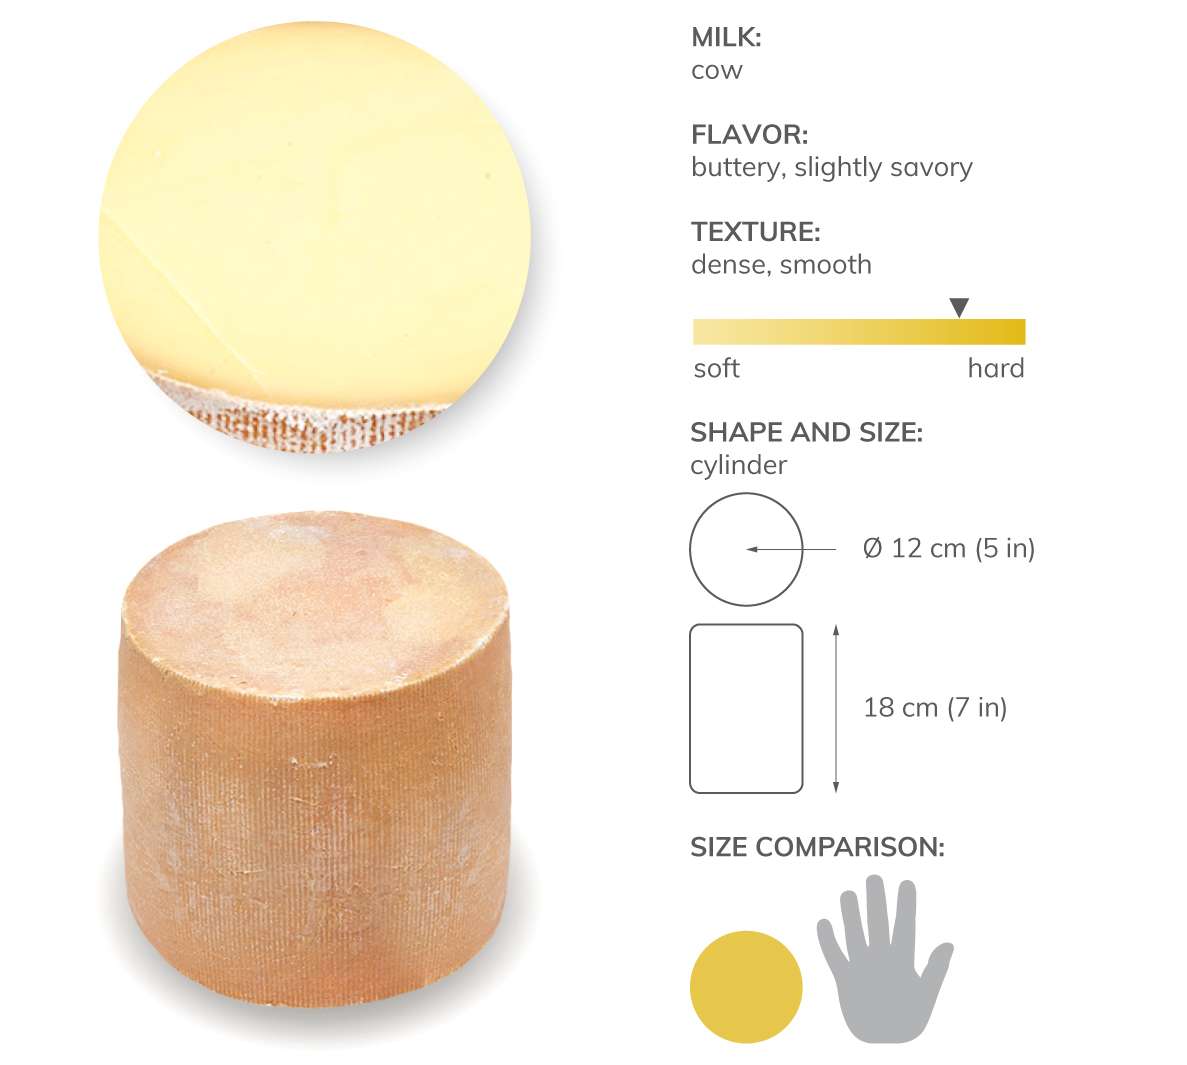 MILK:
cow
FLAVOR:
buttery, slightly savory
TEXTURE:
dense, smooth
soft hard
SHAPE AND SIZE:
cylinder
Ø 12 cm (5 in)
18 cm (7 in)
SIZE COMPARISON: